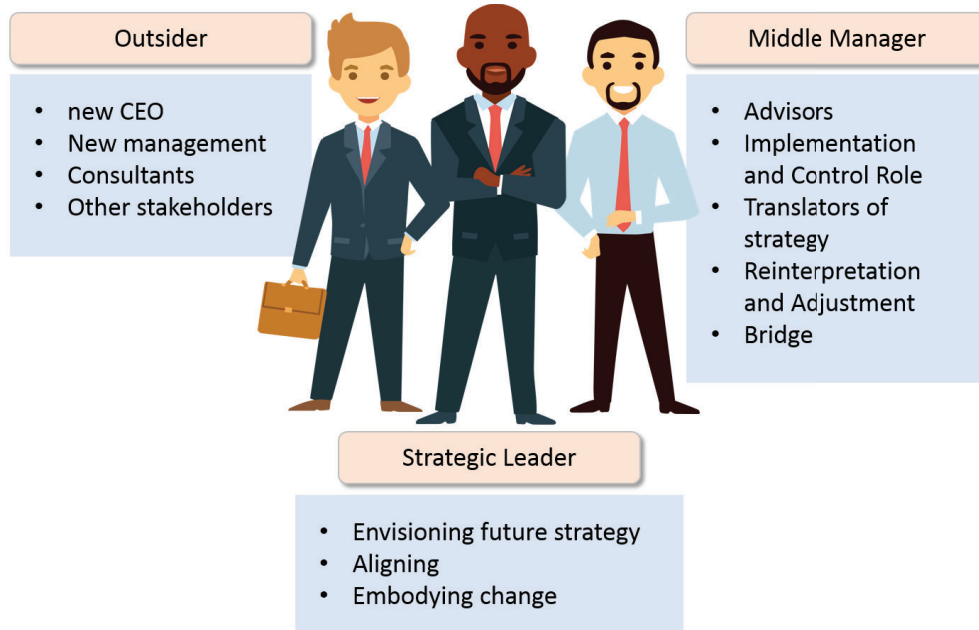 Outsider
• new CEO
• New management
• Consultants
• Other stakeholders
Middle Manager
• Advisors
• Implementation
and Control Role
• Translators of
strategy
• Reinterpretation
and Adjustment
• Bridge
Strategic Leader
• Envisioning future strategy
• Aligning
• Embodying change